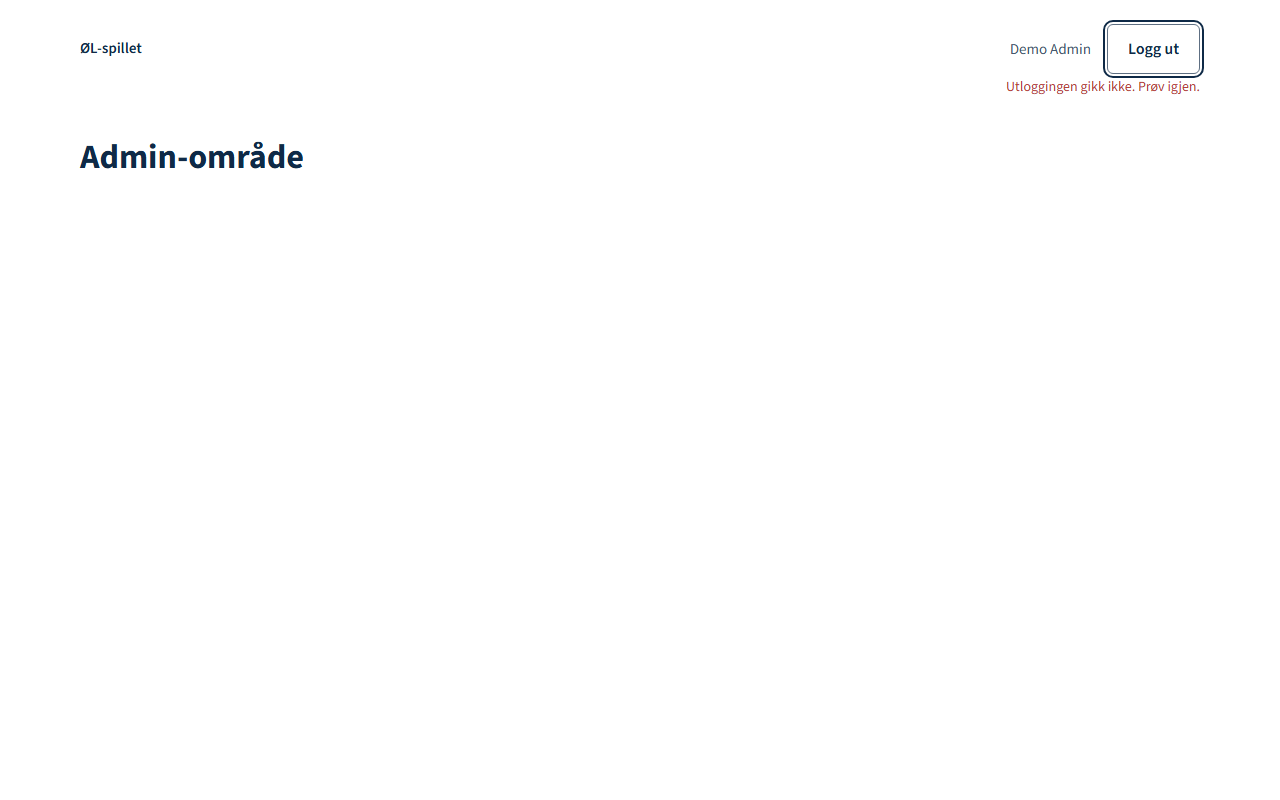 ØL-spillet
Demo Admin
Logg ut
Utloggingen gikk ikke. Prøv igjen.
Admin-område